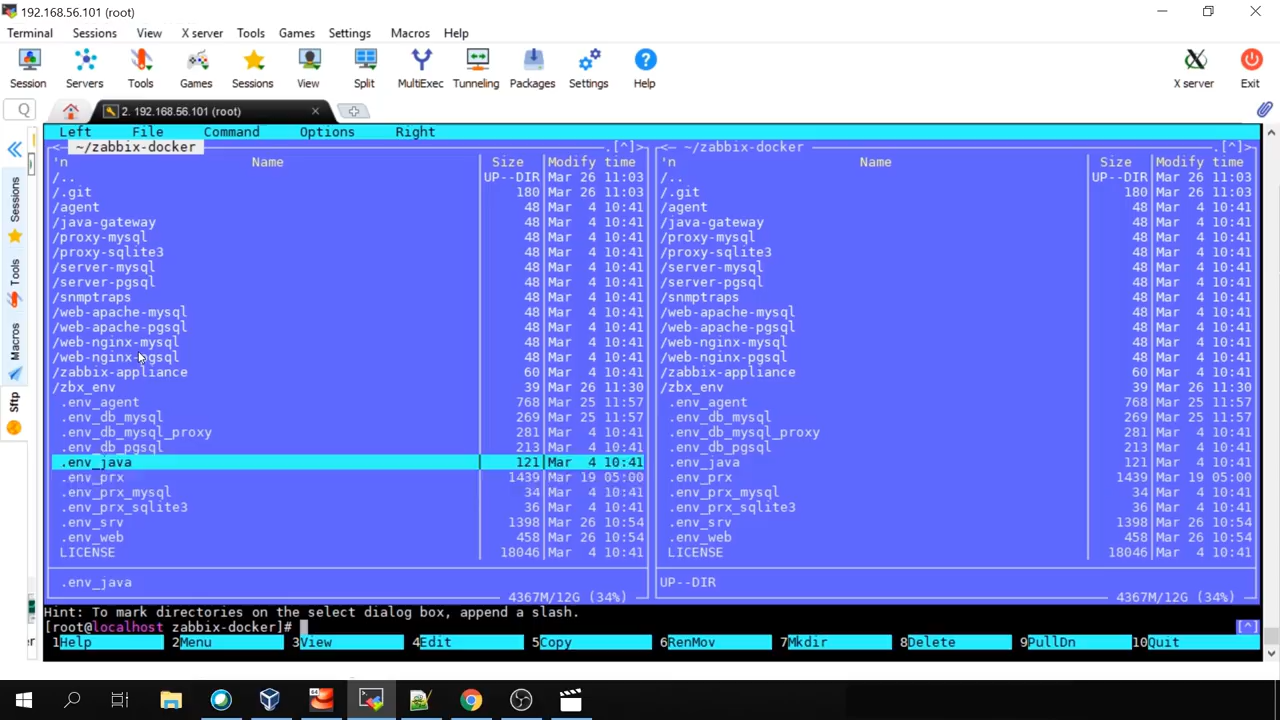 192.168.56.101 (root)
Terminal Sessions View X server Tools Games Settings Macros Help
Session Servers Tools Games Sessions View Split MultiExec Tunneling Packages Settings Help X server Exit
2. 192.168.56.101 (root)
Left File Command Options Right
<— ~/zabbix-docker .[^]> <— ~/zabbix-docker .[^]>
'n Name Size Modify time 'n Name Size Modify time
/.. UP--DIR Mar 26 11:03 /.. UP--DIR Mar 26 11:03
/.git 180 Mar 26 11:03 /.git 180 Mar 26 11:03
/agent 48 Mar 4 10:41 /agent 48 Mar 4 10:41
/java-gateway 48 Mar 4 10:41 /java-gateway 48 Mar 4 10:41
/proxy-mysql 48 Mar 4 10:41 /proxy-mysql 48 Mar 4 10:41
/proxy-sqlite3 48 Mar 4 10:41 /proxy-sqlite3 48 Mar 4 10:41
/server-mysql 48 Mar 4 10:41 /server-mysql 48 Mar 4 10:41
/server-pgsql 48 Mar 4 10:41 /server-pgsql 48 Mar 4 10:41
/snmptraps 48 Mar 4 10:41 /snmptraps 48 Mar 4 10:41
/web-apache-mysql 48 Mar 4 10:41 /web-apache-mysql 48 Mar 4 10:41
/web-apache-pgsql 48 Mar 4 10:41 /web-apache-pgsql 48 Mar 4 10:41
/web-nginx-mysql 48 Mar 4 10:41 /web-nginx-mysql 48 Mar 4 10:41
/web-nginx-pgsql 48 Mar 4 10:41 /web-nginx-pgsql 48 Mar 4 10:41
/zabbix-appliance 60 Mar 4 10:41 /zabbix-appliance 60 Mar 4 10:41
/zbx_env 39 Mar 26 11:30 /zbx_env 39 Mar 26 11:30
.env_agent 768 Mar 25 11:57 .env_agent 768 Mar 25 11:57
.env_db_mysql 269 Mar 25 11:57 .env_db_mysql 269 Mar 25 11:57
.env_db_mysql_proxy 281 Mar 4 10:41 .env_db_mysql_proxy 281 Mar 4 10:41
.env_db_pgsql 213 Mar 4 10:41 .env_db_pgsql 213 Mar 4 10:41
.env_java 121 Mar 4 10:41 .env_java 121 Mar 4 10:41
.env_prx 1439 Mar 19 05:00 .env_prx 1439 Mar 19 05:00
.env_prx_mysql 34 Mar 4 10:41 .env_prx_mysql 34 Mar 4 10:41
.env_prx_sqlite3 36 Mar 4 10:41 .env_prx_sqlite3 36 Mar 4 10:41
.env_srv 1398 Mar 26 10:54 .env_srv 1398 Mar 26 10:54
.env_web 458 Mar 26 10:54 .env_web 458 Mar 26 10:54
LICENSE 18046 Mar 4 10:41 LICENSE 18046 Mar 4 10:41
.env_java UP--DIR
4367M/12G (34%) 4367M/12G (34%)
Hint: To mark directories on the select dialog box, append a slash.
[root@localhost zabbix-docker]# [^]
1Help 2Menu 3View 4Edit 5Copy 6RenMov 7Mkdir 8Delete 9PullDn 10Quit
Sessions
Tools
Macros
Sftp